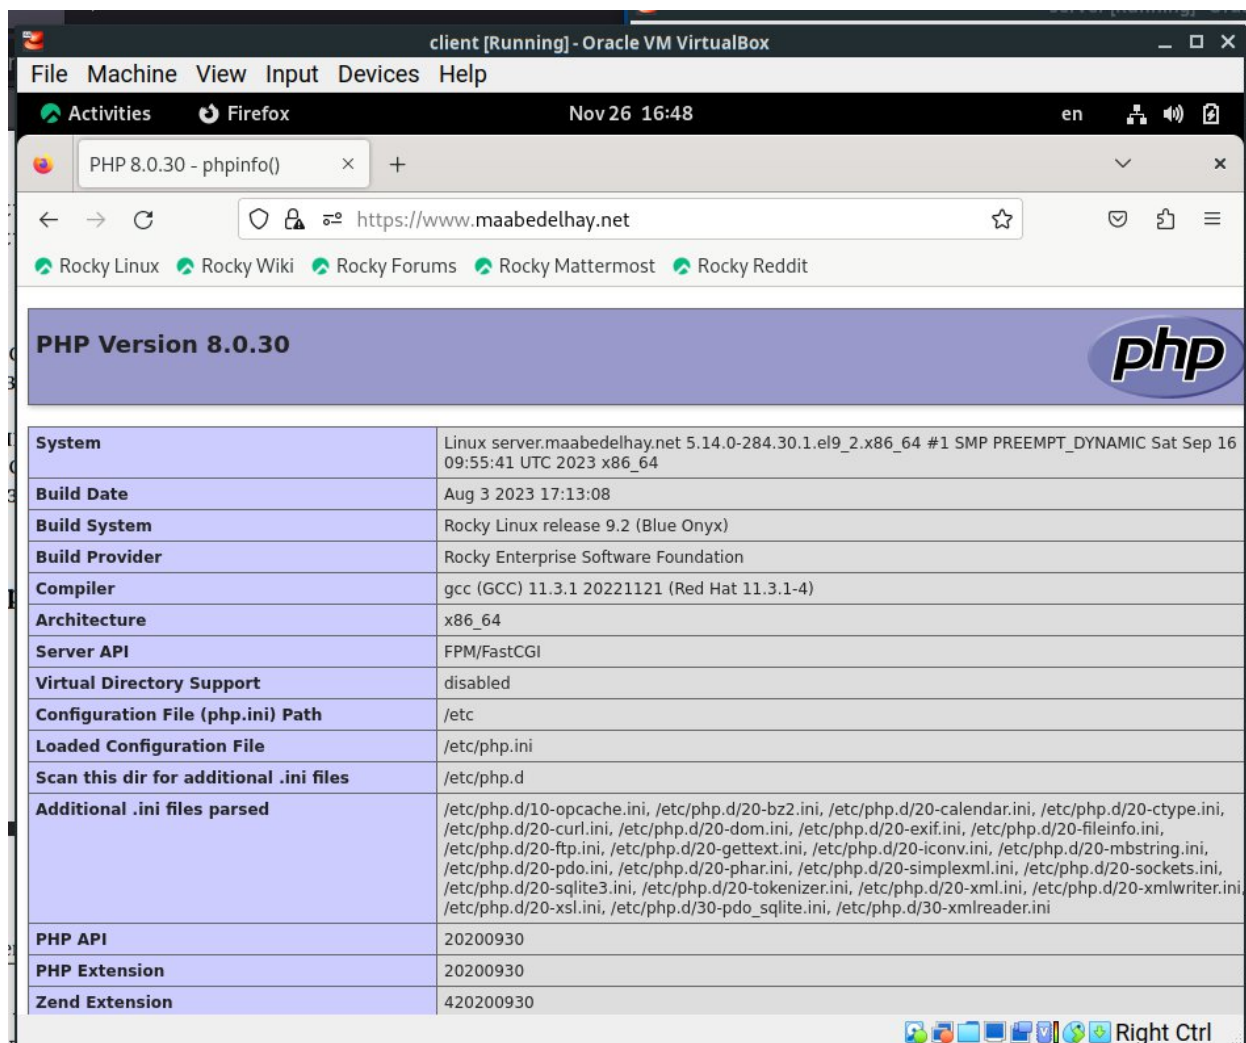 client [Running] - Oracle VM VirtualBox
File Machine View Input Devices Help
Activities Firefox Nov 26 16:48 en
PHP 8.0.30 - phpinfo()
https://www.maabedelhay.net
Rocky Linux Rocky Wiki Rocky Forums Rocky Mattermost Rocky Reddit
PHP Version 8.0.30
php
System Linux server.maabedelhay.net 5.14.0-284.30.1.el9_2.x86_64 #1 SMP PREEMPT_DYNAMIC Sat Sep 16
09:55:41 UTC 2023 x86_64
Build Date Aug 3 2023 17:13:08
Build System Rocky Linux release 9.2 (Blue Onyx)
Build Provider Rocky Enterprise Software Foundation
Compiler gcc (GCC) 11.3.1 20221121 (Red Hat 11.3.1-4)
Architecture x86_64
Server API FPM/FastCGI
Virtual Directory Support disabled
Configuration File (php.ini) Path /etc
Loaded Configuration File /etc/php.ini
Scan this dir for additional .ini files /etc/php.d
Additional .ini files parsed /etc/php.d/10-opcache.ini, /etc/php.d/20-bz2.ini, /etc/php.d/20-calendar.ini, /etc/php.d/20-ctype.ini,
/etc/php.d/20-curl.ini, /etc/php.d/20-dom.ini, /etc/php.d/20-exif.ini, /etc/php.d/20-fileinfo.ini,
/etc/php.d/20-ftp.ini, /etc/php.d/20-gettext.ini, /etc/php.d/20-iconv.ini, /etc/php.d/20-mbstring.ini,
/etc/php.d/20-pdo.ini, /etc/php.d/20-phar.ini, /etc/php.d/20-simplexml.ini, /etc/php.d/20-sockets.ini,
/etc/php.d/20-sqlite3.ini, /etc/php.d/20-tokenizer.ini, /etc/php.d/20-xml.ini, /etc/php.d/20-xmlwriter.ini,
/etc/php.d/20-xsl.ini, /etc/php.d/30-pdo_sqlite.ini, /etc/php.d/30-xmlreader.ini
PHP API 20200930
PHP Extension 20200930
Zend Extension 420200930
Right Ctrl